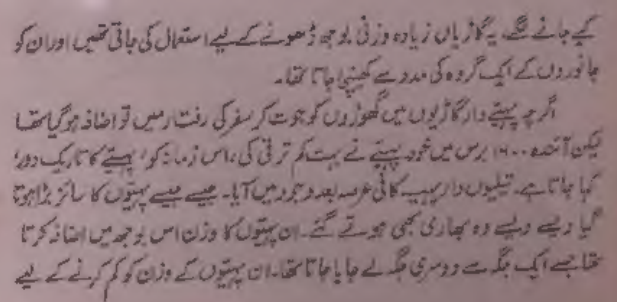 کیے جانے لگے، یہ گاڑیاں زیادہ وزنی بوجھ ڈھونے کے لیے استعمال کی جاتی تھیں اور ان کو
جانوروں کے ایک گروہ کی مدد سے کھینچا جاتا تھا۔
اگرچہ پہیے دار گاڑیوں میں گھوڑوں کو جوت کر سفر کی رفتار میں تو اضافہ ہو گیا تھا
لیکن آئندہ ۱۶۰۰ برس میں خود پہیے نے بہت کم ترقی کی، اس زمانہ کو ’پہیے کا تاریک دور‘
کہا جاتا ہے۔ تیلیوں دار پہیہ کافی عرصہ بعد وجود میں آیا۔ جیسے جیسے پہیوں کا سائز بڑا ہوتا
گیا ویسے ویسے وہ بھاری بھی ہوتے گئے۔ ان پہیوں کا وزن اس بوجھ میں اضافہ کرتا
تھا جسے ایک جگہ سے دوسری جگہ لے جایا جاتا تھا۔ ان پہیوں کے وزن کو کم کرنے کے لیے